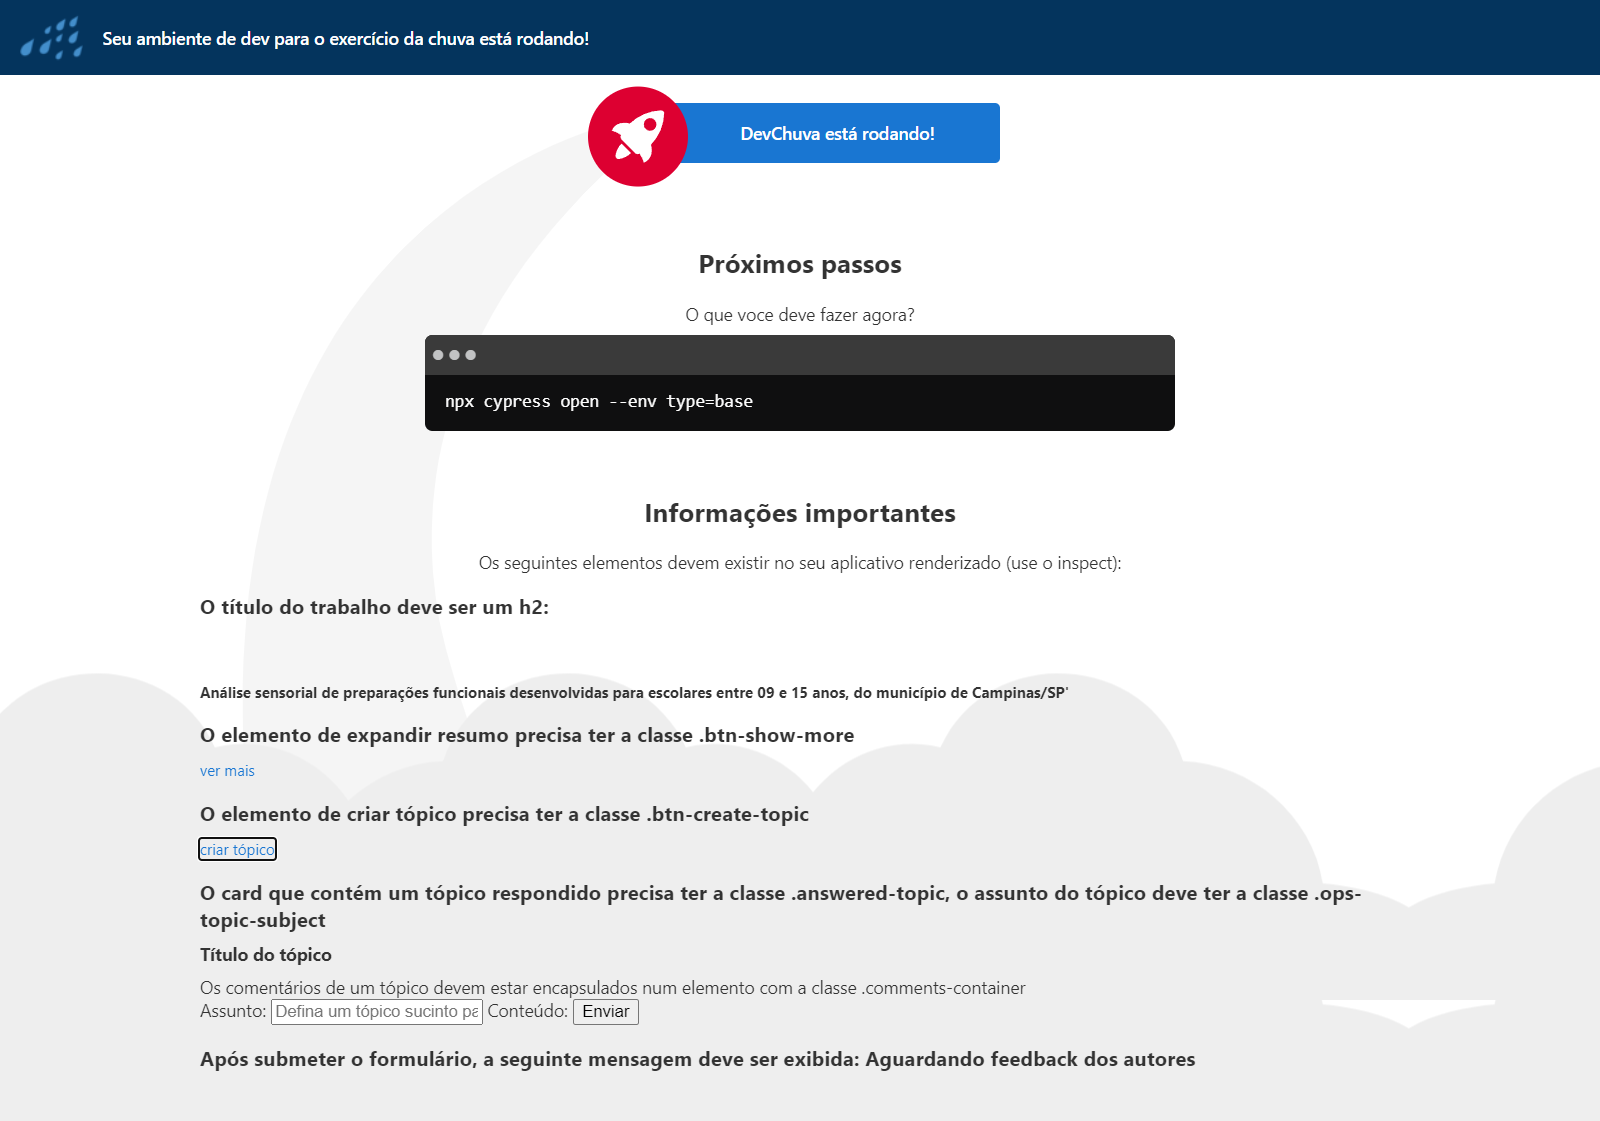 Seu ambiente de dev para o exercício da chuva está rodando!
DevChuva está rodando!
Próximos passos
O que voce deve fazer agora?
npx cypress open --env type=base
Informações importantes
Os seguintes elementos devem existir no seu aplicativo renderizado (use o inspect):
O título do trabalho deve ser um h2:
Análise sensorial de preparações funcionais desenvolvidas para escolares entre 09 e 15 anos, do município de Campinas/SP'
O elemento de expandir resumo precisa ter a classe .btn-show-more
ver mais
O elemento de criar tópico precisa ter a classe .btn-create-topic
criar tópico
O card que contém um tópico respondido precisa ter a classe .answered-topic, o assunto do tópico deve ter a classe .ops-
topic-subject
Título do tópico
Os comentários de um tópico devem estar encapsulados num elemento com a classe .comments-container
Assunto: Defina um tópico sucinto pa Conteúdo: Enviar
Após submeter o formulário, a seguinte mensagem deve ser exibida: Aguardando feedback dos autores